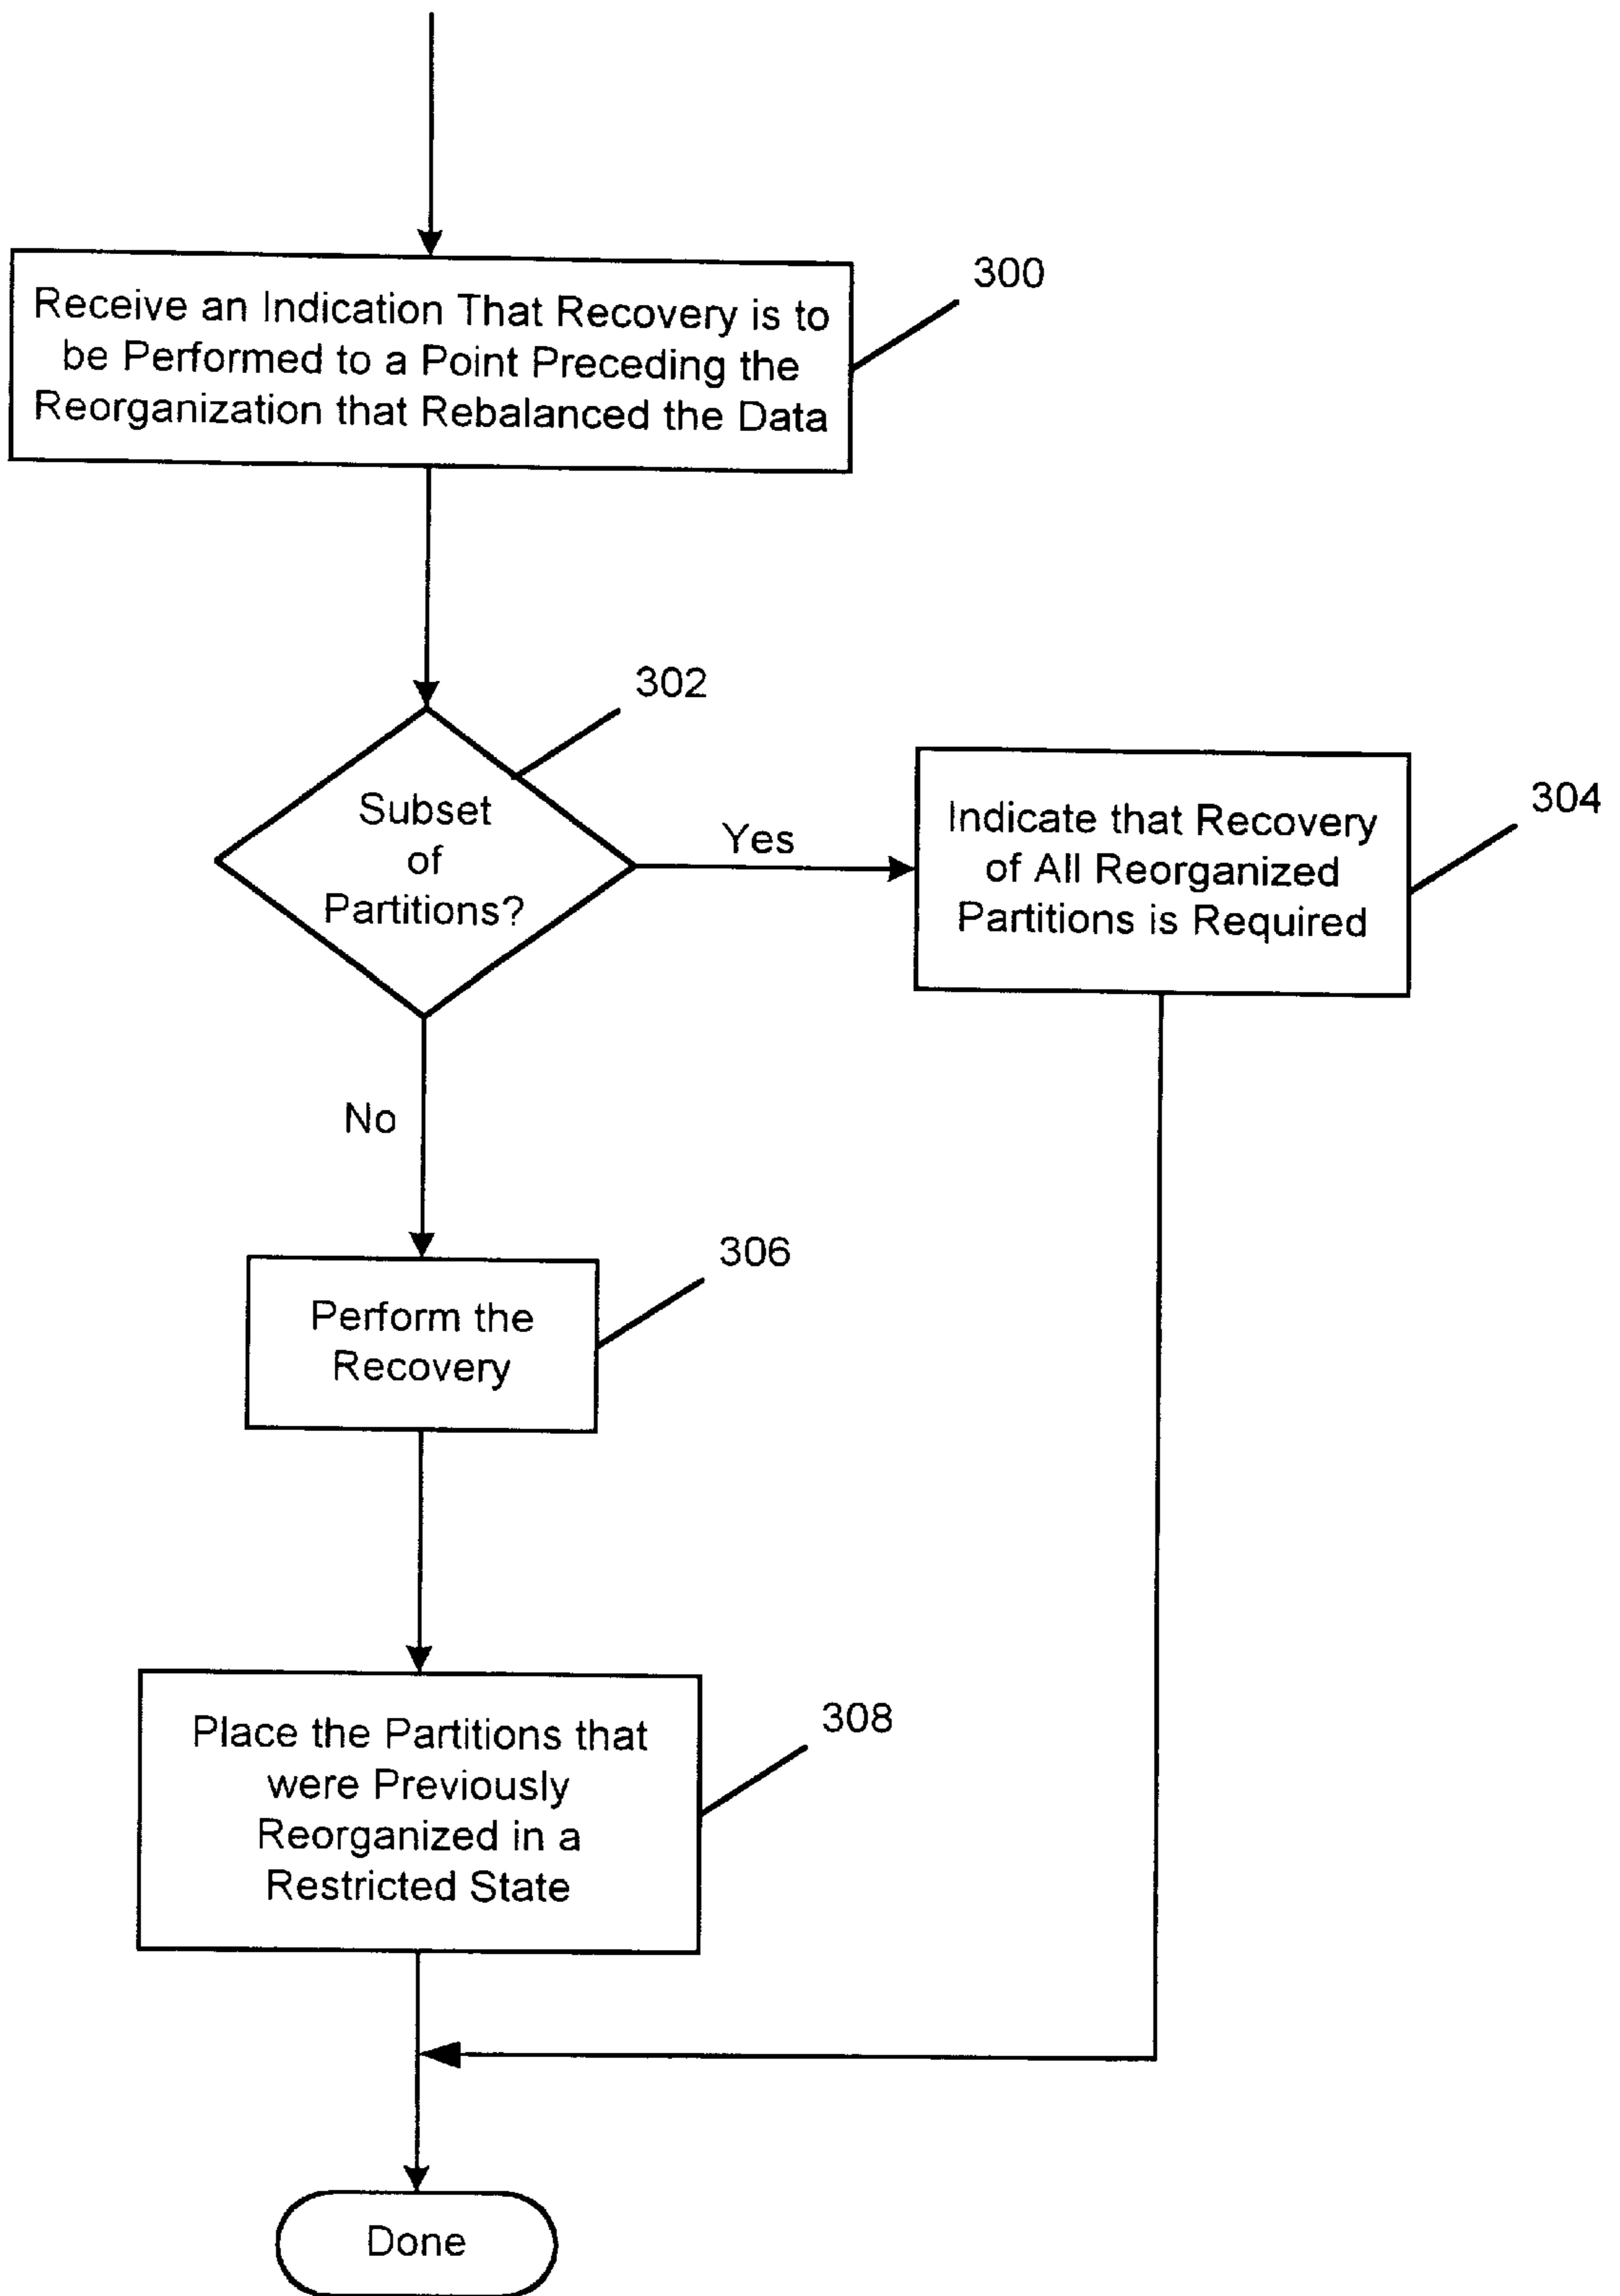 300
Receive an Indication That Recovery is to
be Performed to a Point Preceding the
Reorganization that Rebalanced the Data
302
Subset
of
Partitions?
Yes
304
Indicate that Recovery
of All Reorganized
Partitions is Required
No
306
Perform the
Recovery
308
Place the Partitions that
were Previously
Reorganized in a
Restricted State
Done